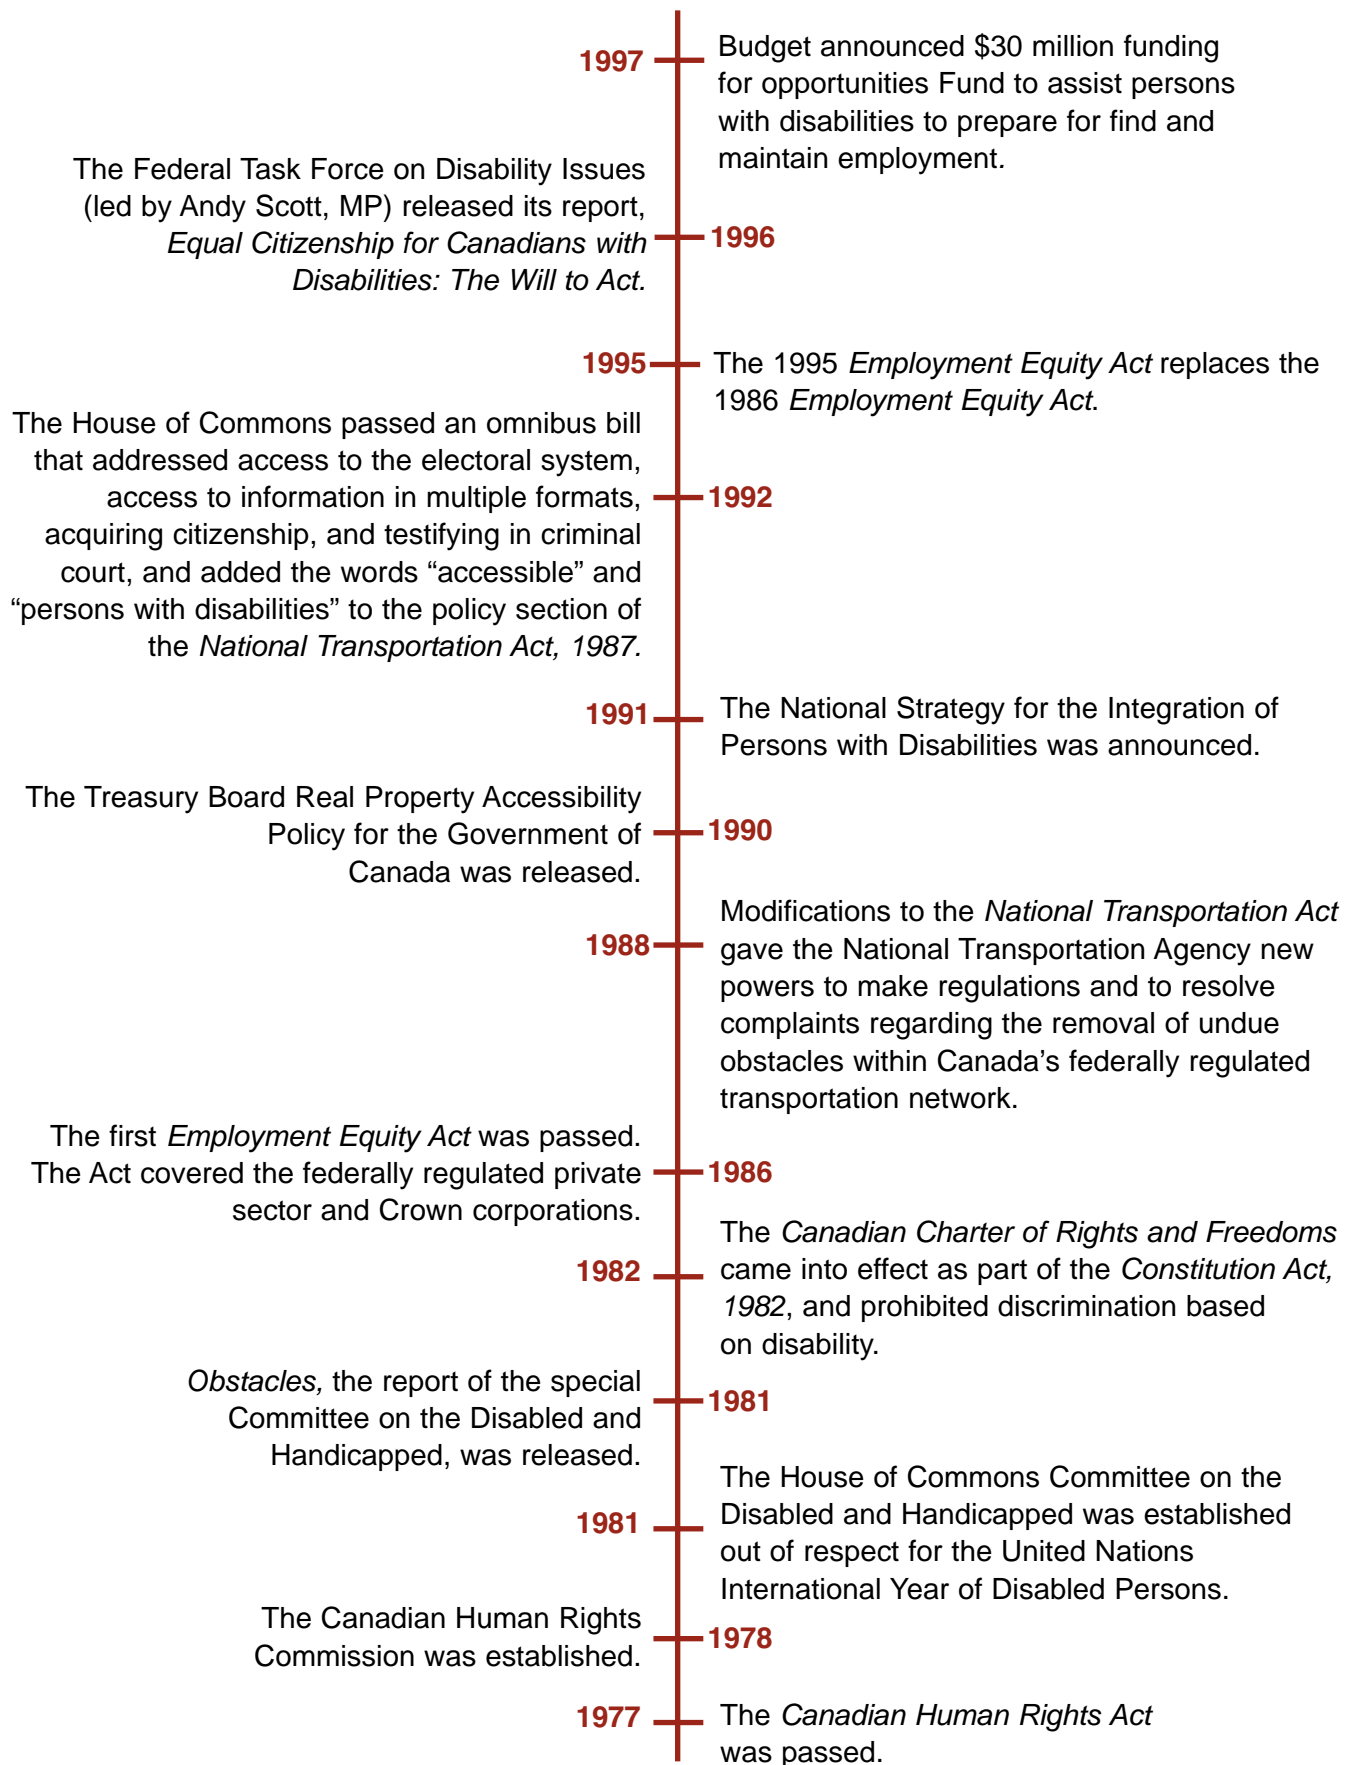 1997
Budget announced $30 million funding
for opportunities Fund to assist persons
with disabilities to prepare for find and
maintain employment.
The Federal Task Force on Disability Issues
(led by Andy Scott, MP) released its report,
Equal Citizenship for Canadians with
Disabilities: The Will to Act.
1996
1995
The 1995 Employment Equity Act replaces the
1986 Employment Equity Act.
The House of Commons passed an omnibus bill
that addressed access to the electoral system,
access to information in multiple formats,
acquiring citizenship, and testifying in criminal
court, and added the words “accessible” and
“persons with disabilities” to the policy section of
the National Transportation Act, 1987.
1992
1991
The National Strategy for the Integration of
Persons with Disabilities was announced.
The Treasury Board Real Property Accessibility
Policy for the Government of
Canada was released.
1990
1988
Modifications to the National Transportation Act
gave the National Transportation Agency new
powers to make regulations and to resolve
complaints regarding the removal of undue
obstacles within Canada’s federally regulated
transportation network.
The first Employment Equity Act was passed.
The Act covered the federally regulated private
sector and Crown corporations.
1986
1982
The Canadian Charter of Rights and Freedoms
came into effect as part of the Constitution Act,
1982, and prohibited discrimination based
on disability.
Obstacles, the report of the special
Committee on the Disabled and
Handicapped, was released.
1981
1981
The House of Commons Committee on the
Disabled and Handicapped was established
out of respect for the United Nations
International Year of Disabled Persons.
The Canadian Human Rights
Commission was established.
1978
1977
The Canadian Human Rights Act
was passed.